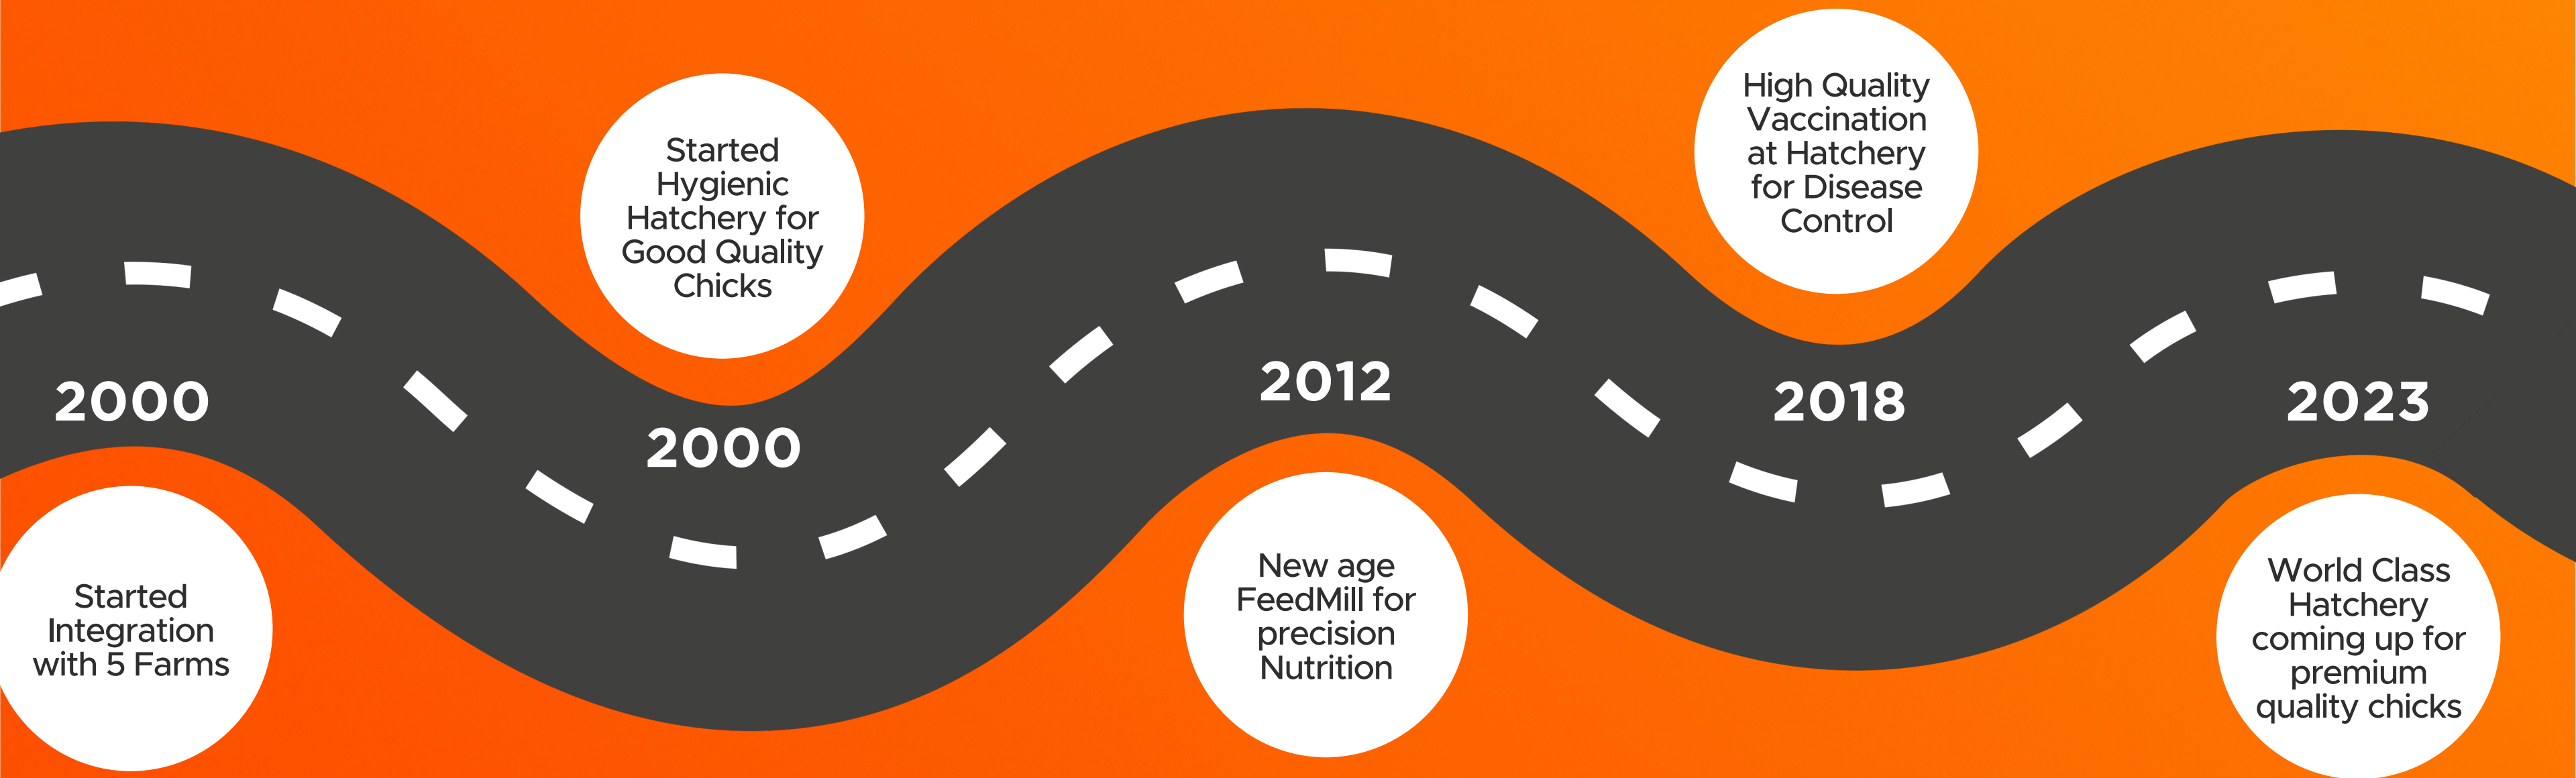 2000
Started
Integration
with 5 Farms
Started
Hygienic
Hatchery for
Good Quality
Chicks
2000
2012
New age
FeedMill for
precision
Nutrition
High Quality
Vaccination
at Hatchery
for Disease
Control
2018
2023
World Class
Hatchery
coming up for
premium
quality chicks